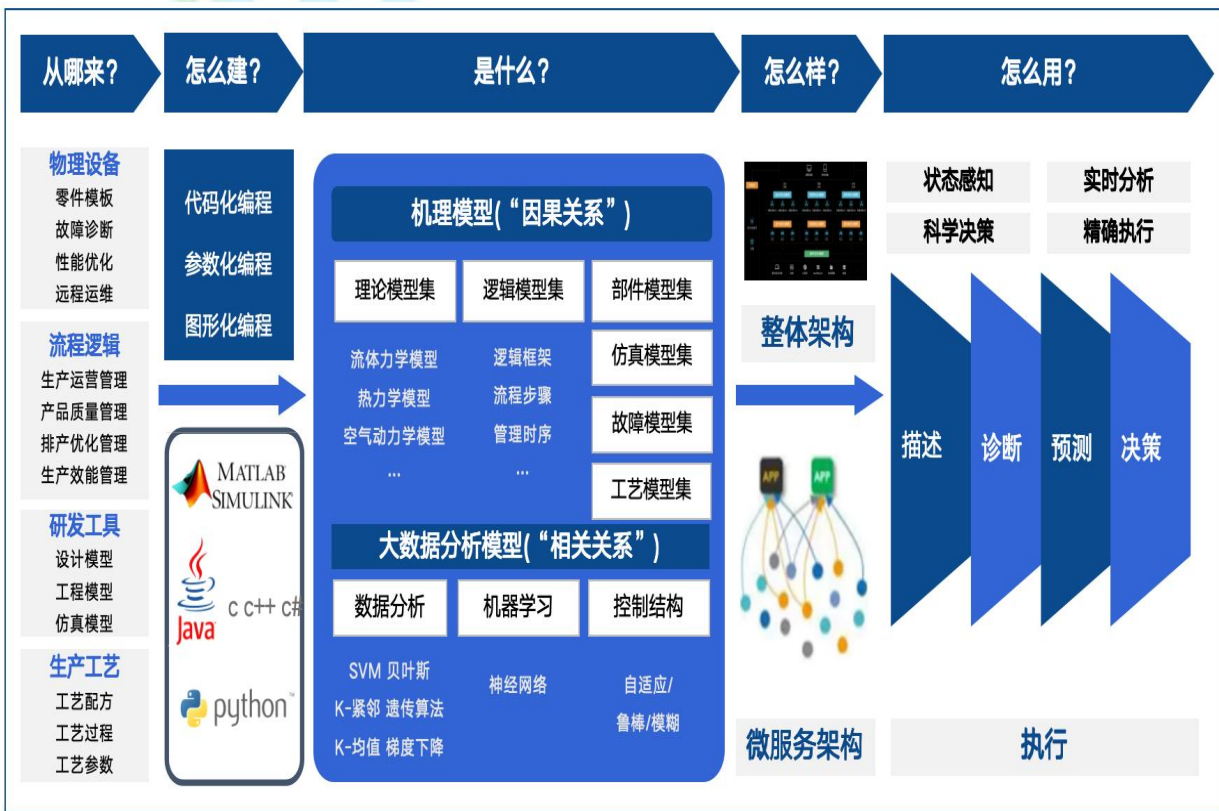 从哪来？
怎么建？
是什么？
怎么样？
怎么用？
物理设备
零件模板
故障诊断
性能优化
远程运维
流程逻辑
生产运营管理
产品质量管理
排产优化管理
生产效能管理
研发工具
设计模型
工程模型
仿真模型
生产工艺
工艺配方
工艺过程
工艺参数
代码化编程
参数化编程
图形化编程
MATLAB
SIMULINK
Java
C C++ C#
python
机理模型(“因果关系”)
理论模型集
逻辑模型集
部件模型集
流体力学模型
热力学模型
空气动力学模型
…
逻辑框架
流程步骤
管理时序
…
仿真模型集
故障模型集
工艺模型集
大数据分析模型(“相关关系”)
数据分析
机器学习
控制结构
SVM 贝叶斯
K-紧邻 遗传算法
K-均值 梯度下降
神经网络
自适应/
鲁棒/模糊
整体架构
APP
APP
微服务架构
状态感知
实时分析
科学决策
精确执行
描述
诊断
预测
决策
执行